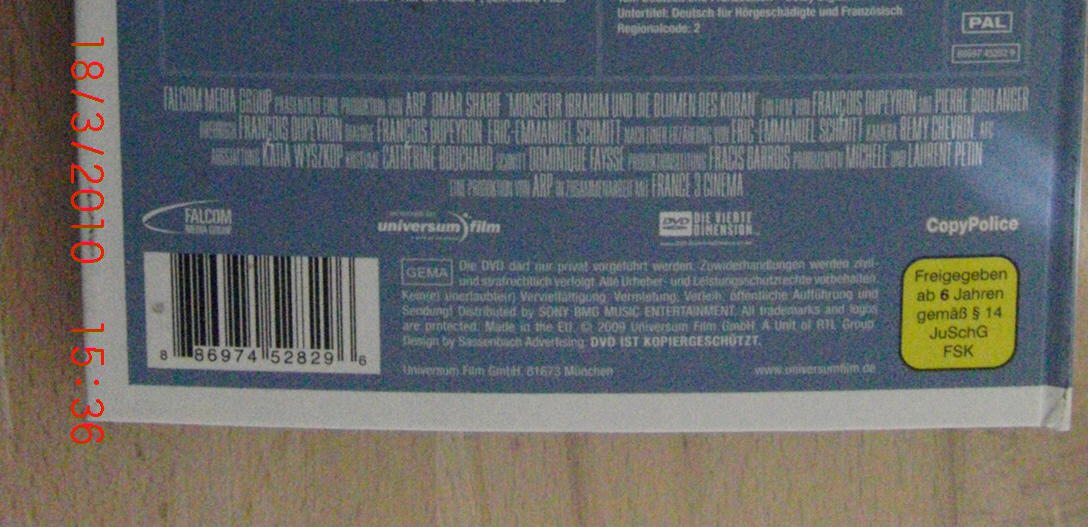 Untertitel: Deutsch für Hörgeschädigte und Französisch
Regionalcode: 2
PAL
88697 45282 9
FALCOM MEDIA GROUP PRÄSENTIERT EINE PRODUKTION VON ARP OMAR SHARIF "MONSIEUR IBRAHIM UND DIE BLUMEN DES KORAN" EIN FILM VON FRANÇOIS DUPEYRON MIT PIERRE BOULANGER
FRANÇOIS DUPEYRON FRANÇOIS DUPEYRON ERIC-EMMANUEL SCHMITT NACH EINER ERZÄHLUNG VON ERIC-EMMANUEL SCHMITT KAMERA REMY CHEVRIN AFC
KATIA WYSZKOP KOSTÜME CATHERINE BOUCHARD SCHNITT DOMINIQUE FAYSSE PRODUKTIONSLEITUNG MICHÈLE UND LAURENT PETIN
EINE PRODUKTION VON ARP IN ZUSAMMENARBEIT MIT FRANCE 3 CINEMA
FALCOM
MEDIA GROUP
universum film
DVD DIE VIERTE
DIMENSION
CopyPolice
GEMA
Die DVD darf nur privat vorgeführt werden. Zuwiderhandlungen werden zivil-
und strafrechtlich verfolgt. Alle Urheber- und Leistungsschutzrechte vorbehalten.
Kein(e) unerlaubte(r) Vervielfältigung, Vermietung, Verleih, öffentliche Aufführung und
Sendung! Distributed by SONY BMG MUSIC ENTERTAINMENT. All trademarks and logos
are protected. Made in the EU. © 2009 Universum Film GmbH. A Unit of RTL Group.
Design by Sassenbach Advertising. DVD IST KOPIERGESCHÜTZT.
Universum Film GmbH, 81673 München
www.universumfilm.de
Freigegeben
ab 6 Jahren
gemäß § 14
JuSchG
FSK
8 86974 52829 6
18/3/2010 15:36